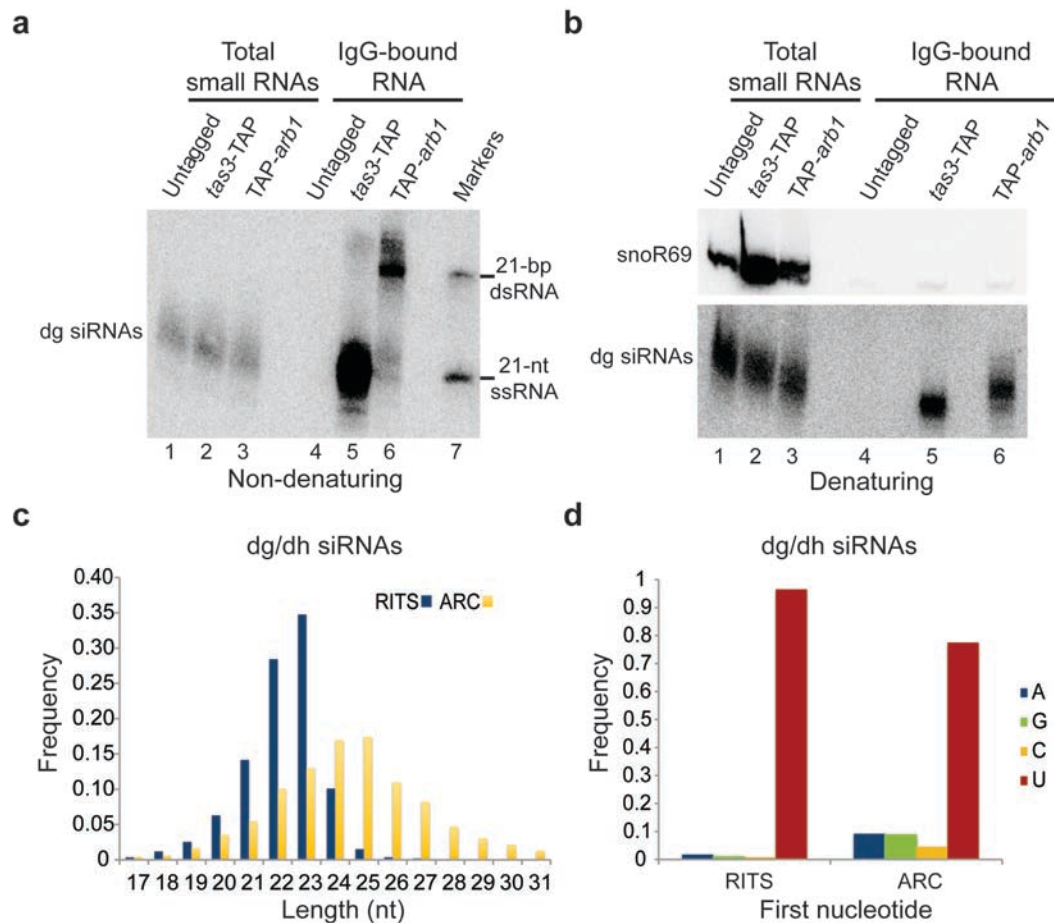 a
Total
small RNAs
IgG-bound
RNA
Untagged
tas3-TAP
TAP-arb1
Untagged
tas3-TAP
TAP-arb1
Markers
dg siRNAs
21-bp
dsRNA
21-nt
ssRNA
1 2 3 4 5 6 7
Non-denaturing
b
Total
small RNAs
IgG-bound
RNA
Untagged
tas3-TAP
TAP-arb1
Untagged
tas3-TAP
TAP-arb1
snoR69
dg siRNAs
1 2 3 4 5 6
Denaturing
c
dg/dh siRNAs
RITS ARC
Frequency
0.40
0.35
0.30
0.25
0.20
0.15
0.10
0.05
0
17 18 19 20 21 22 23 24 25 26 27 28 29 30 31
Length (nt)
d
dg/dh siRNAs
Frequency
1
0.9
0.8
0.7
0.6
0.5
0.4
0.3
0.2
0.1
0
A
G
C
U
RITS ARC
First nucleotide